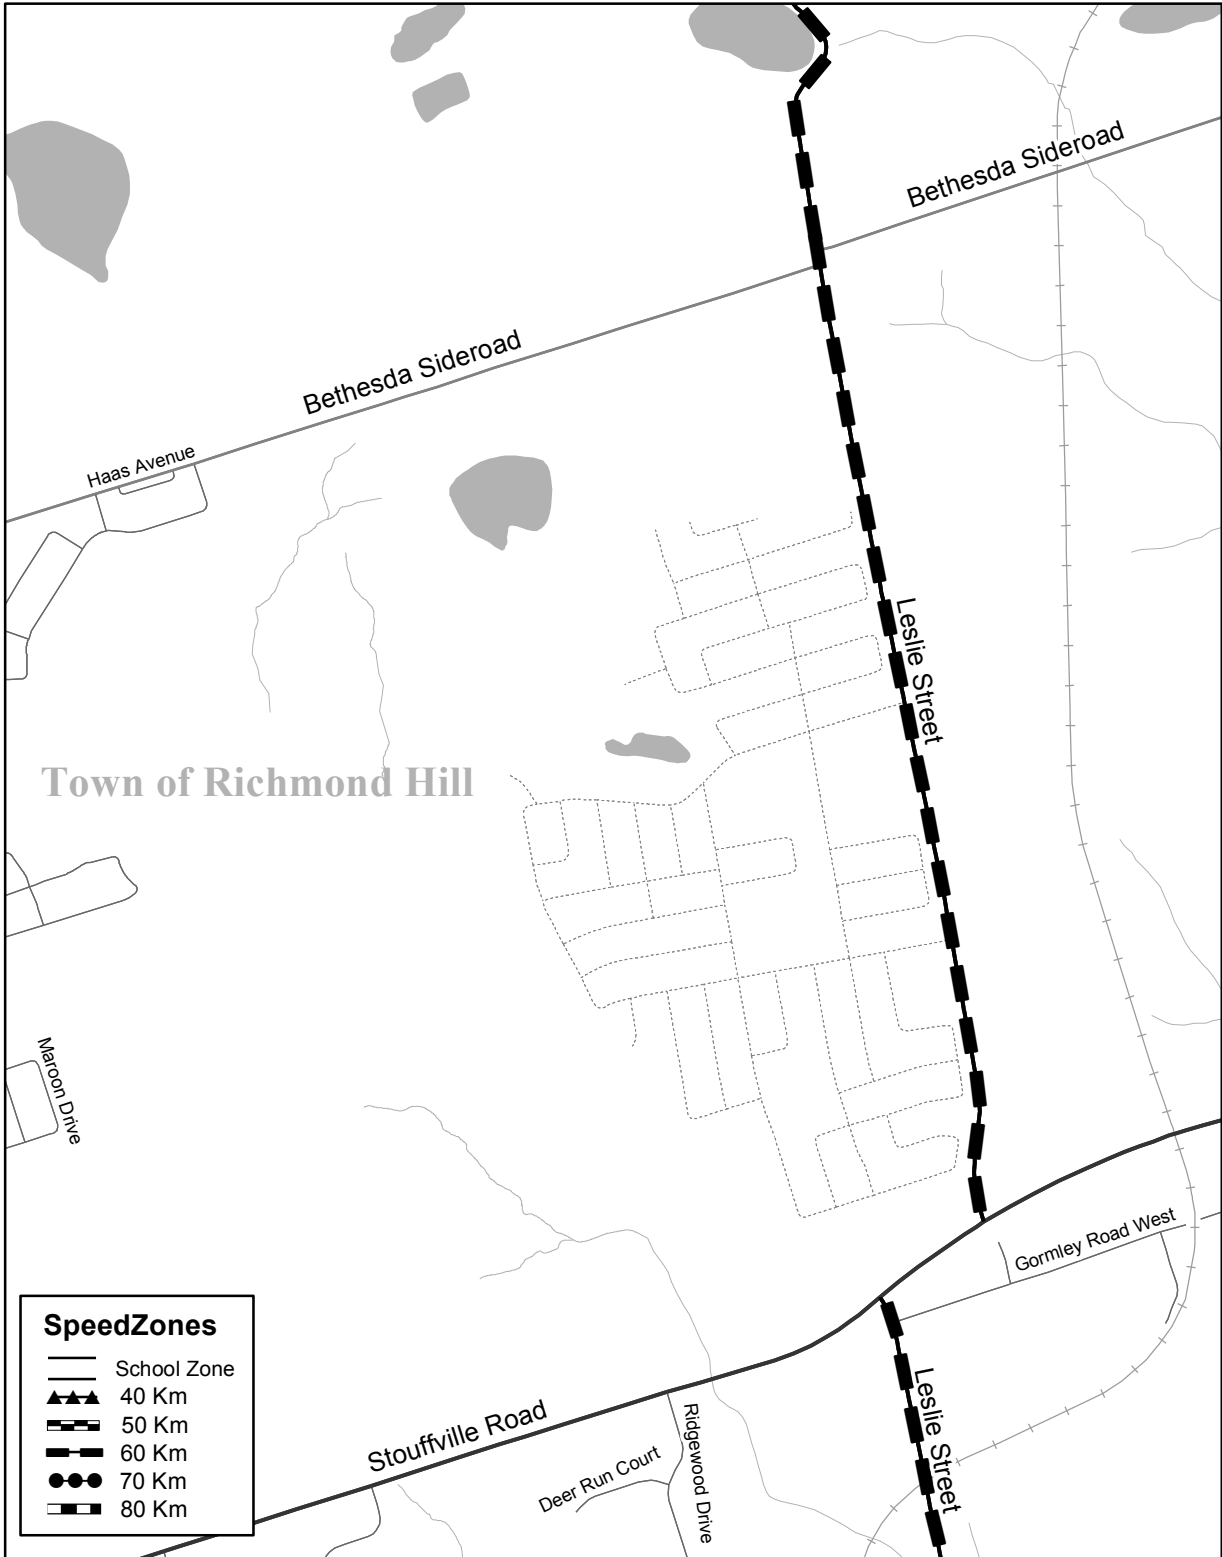 Bethesda Sideroad
Bethesda Sideroad
Haas Avenue
Leslie Street
Town of Richmond Hill
Maroon Drive
Gormley Road West
Stouffville Road
Leslie Street
Ridgewood Drive
Deer Run Court
SpeedZones
School Zone
40 Km
50 Km
60 Km
70 Km
80 Km